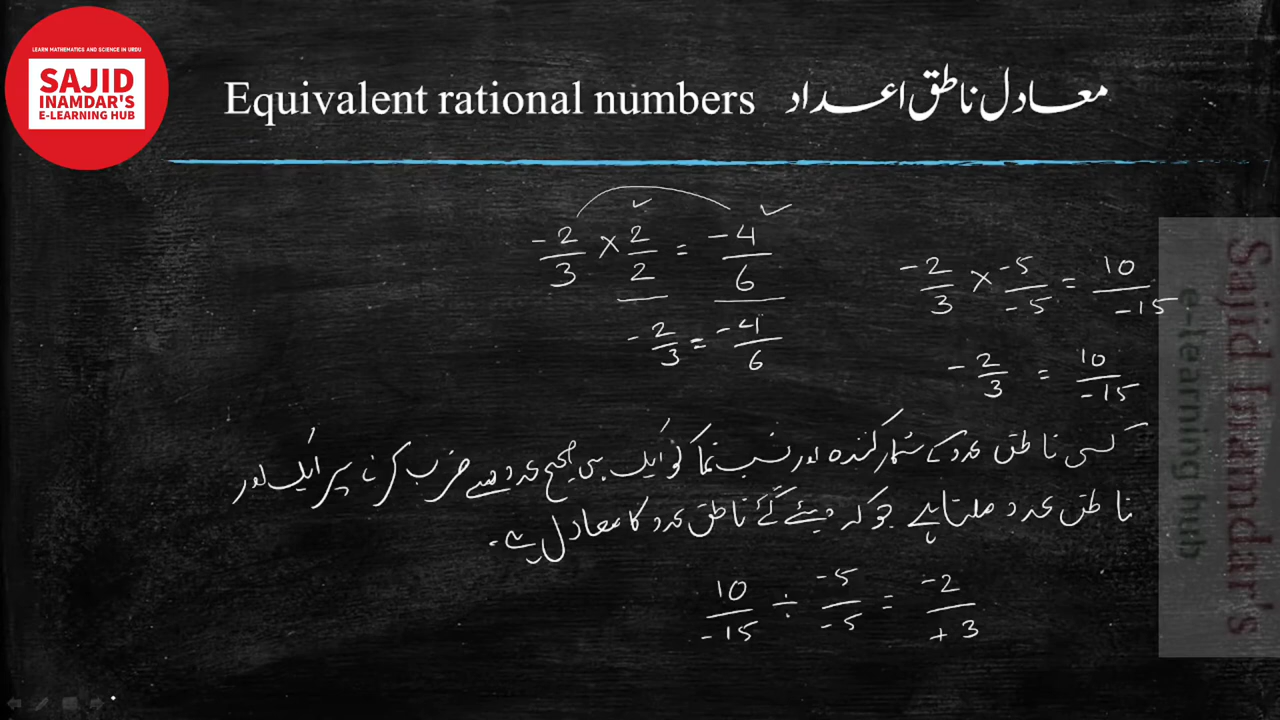 LEARN MATHEMATICS AND SCIENCE IN URDU
SAJID
INAMDAR'S
E-LEARNING HUB
Equivalent rational numbers معادل ناطق اعداد
-2/3 × 2/2 = -4/6
-2/3 = -4/6
-2/3 × -5/-5 = 10/-15
-2/3 = 10/-15
کسی ناطق عدد کے شمار کنندہ اور نسب نما کو ایک ہی صحیح عدد سے ضرب کرنے پر ایک اور
ناطق عدد ملتا ہے جو کہ دیئے گئے ناطق عدد کا معادل ہے۔
10/-15 ÷ -5/-5 = -2/+3
Sajid Inamdar's
e-learning hub